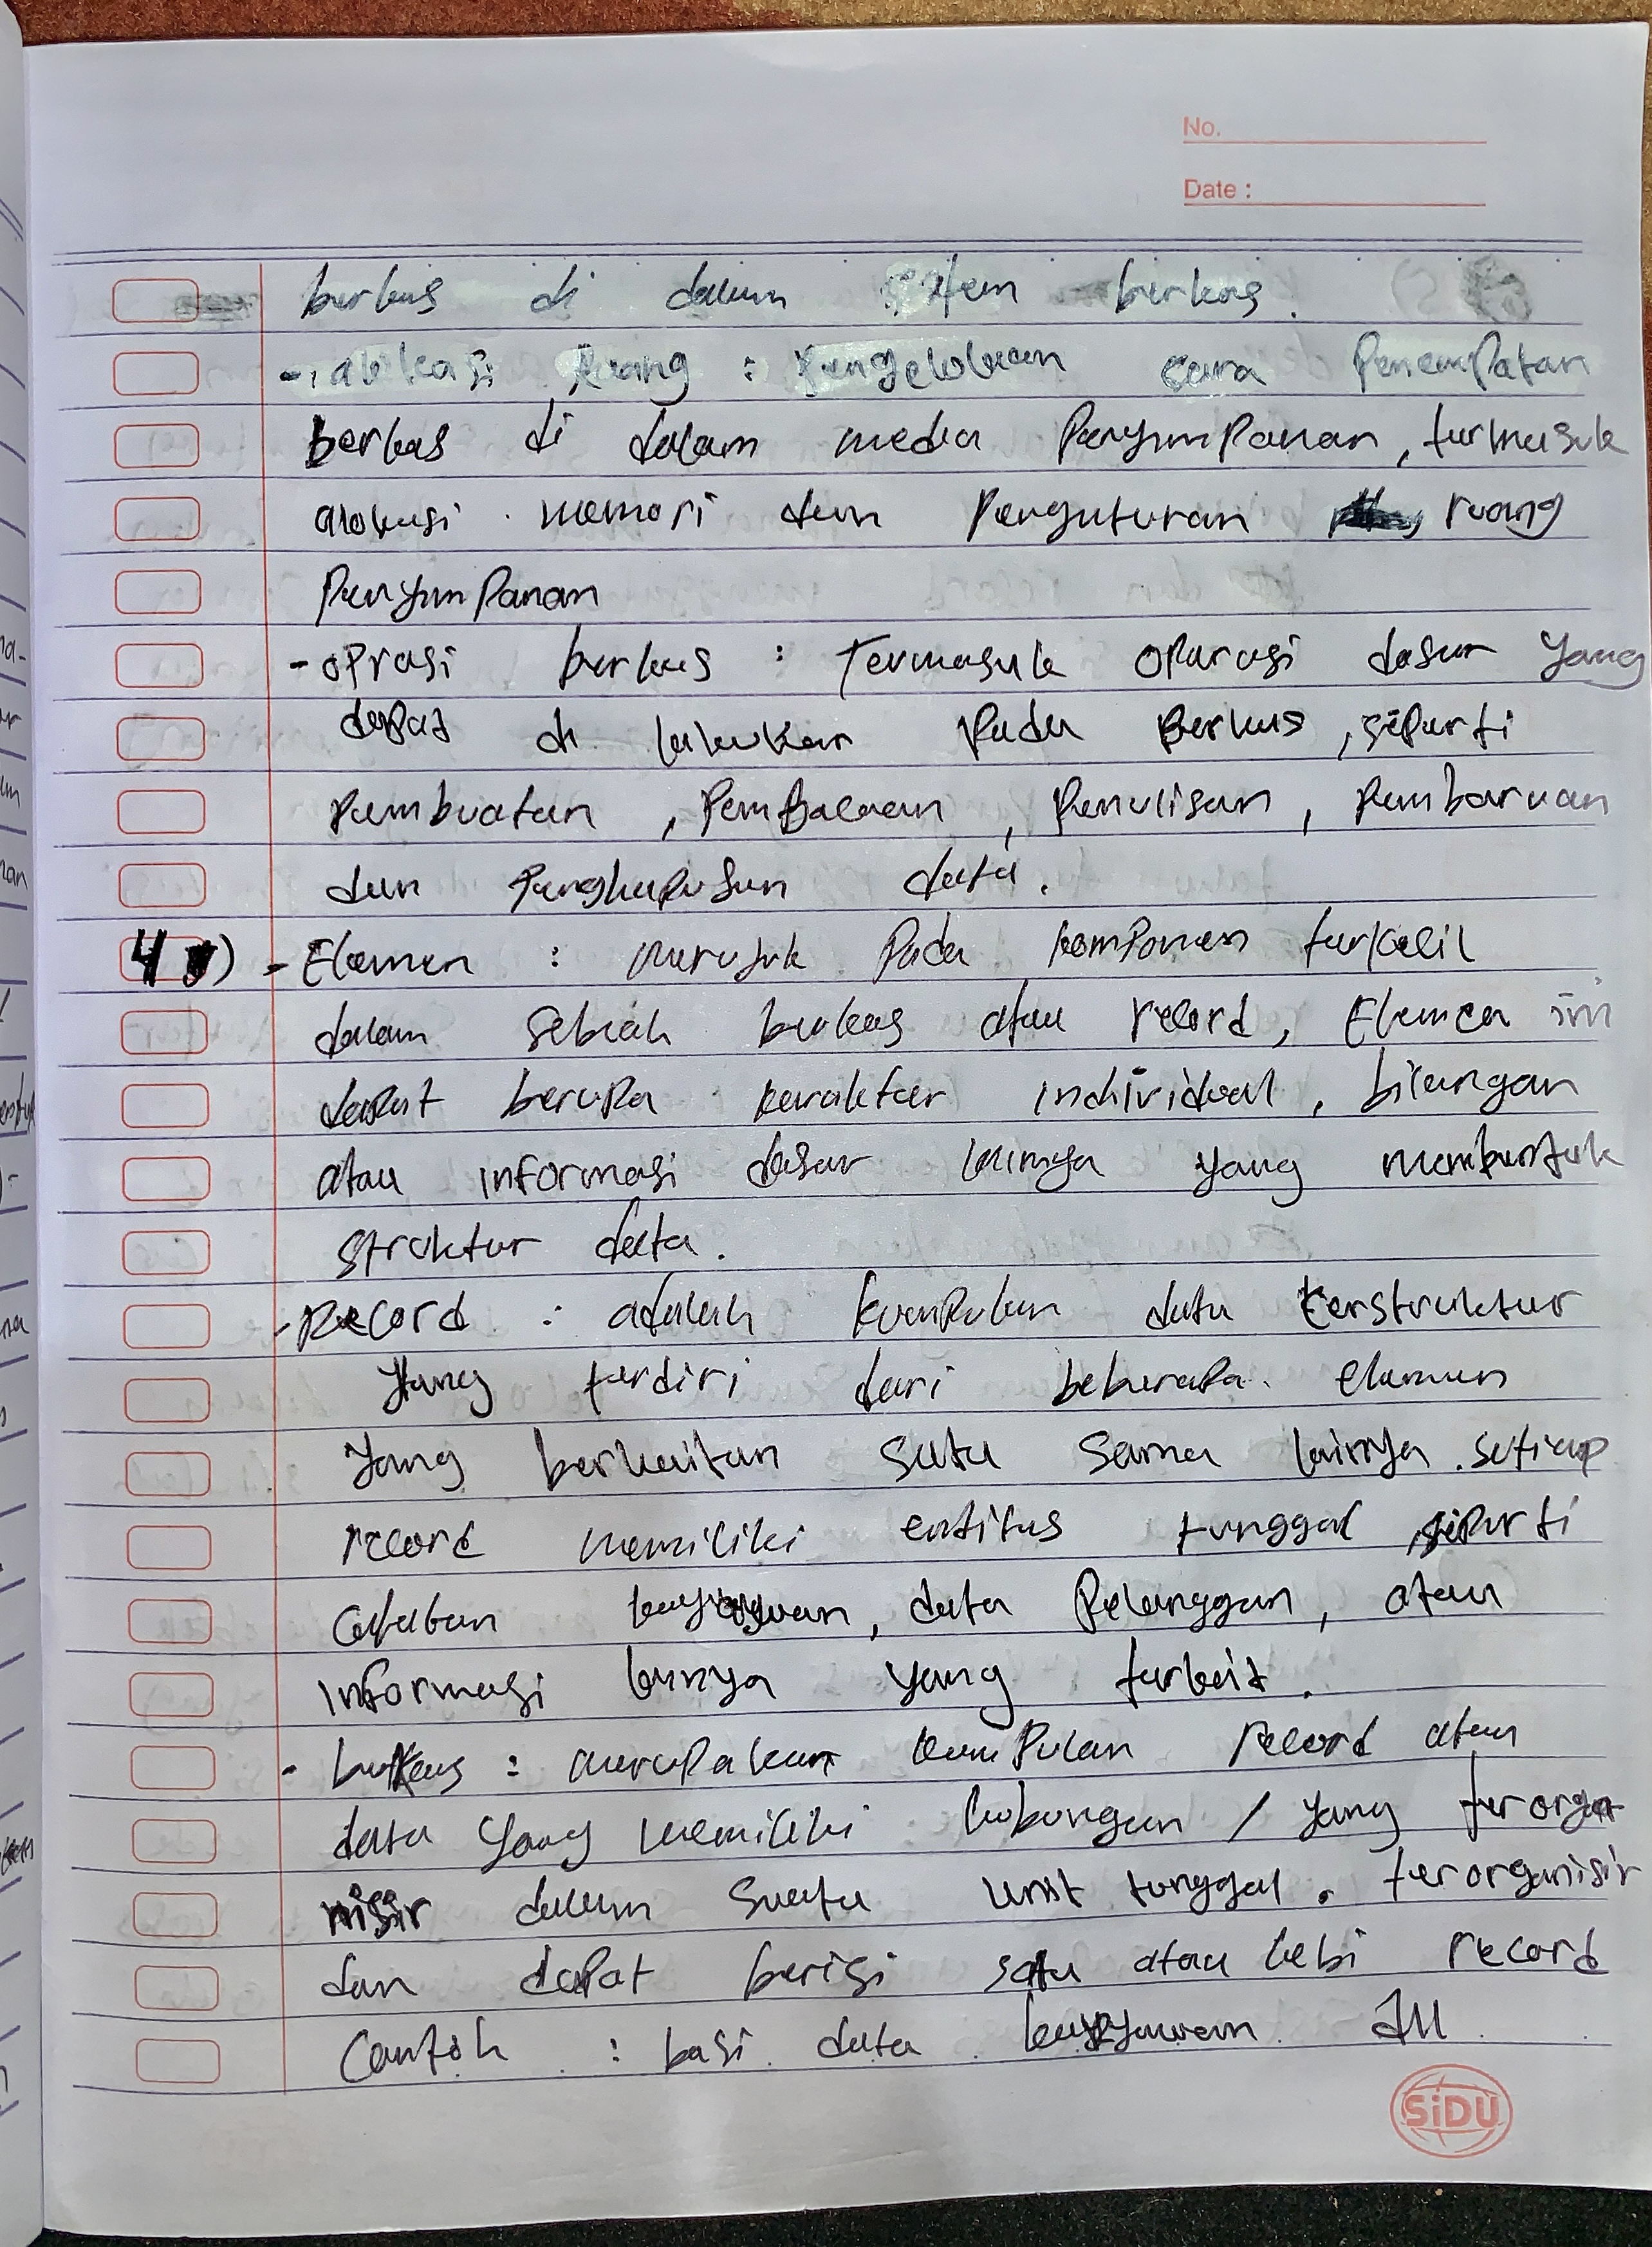 No.
Date :
berkas di dalam sistem berkas.
- alokasi Ruang : Pengelolaan cara Penempatan
berkas di dalam media Penyimpanan, termasuk
alokasi memori dan Pengaturan ruang
Penyimpanan
- oprasi berkas : Termasuk oparasi dasar yang
dapat di lakukan Pada Berkas, seperti
Pembuatan, PemBacaan, Penulisan, Pembaruan
dan Penghapusan data.
4) - Elemen : merujuk Pada komponen terkecil
dalam sebuah berkas atau record, Elemen ini
dapat berupa karakter individual, bilangan
atau informasi dasar lainnya yang membentuk
struktur data.
- Record : adalah kumpulan data terstruktur
Yang terdiri dari beberapa elemen
Yang berkaitan satu sama lainnya. setiap
record memiliki entitas tunggal, seperti
catatan data Pelanggan, atau
informasi lainya yang terkait.
- berkas : merupakan kumpulan record atau
data yang memiliki hubungan / yang terorga
nisir dalam suatu unit tunggal. terorganisir
dan dapat berisi satu atau lebi record
Contoh : basi data
SiDU